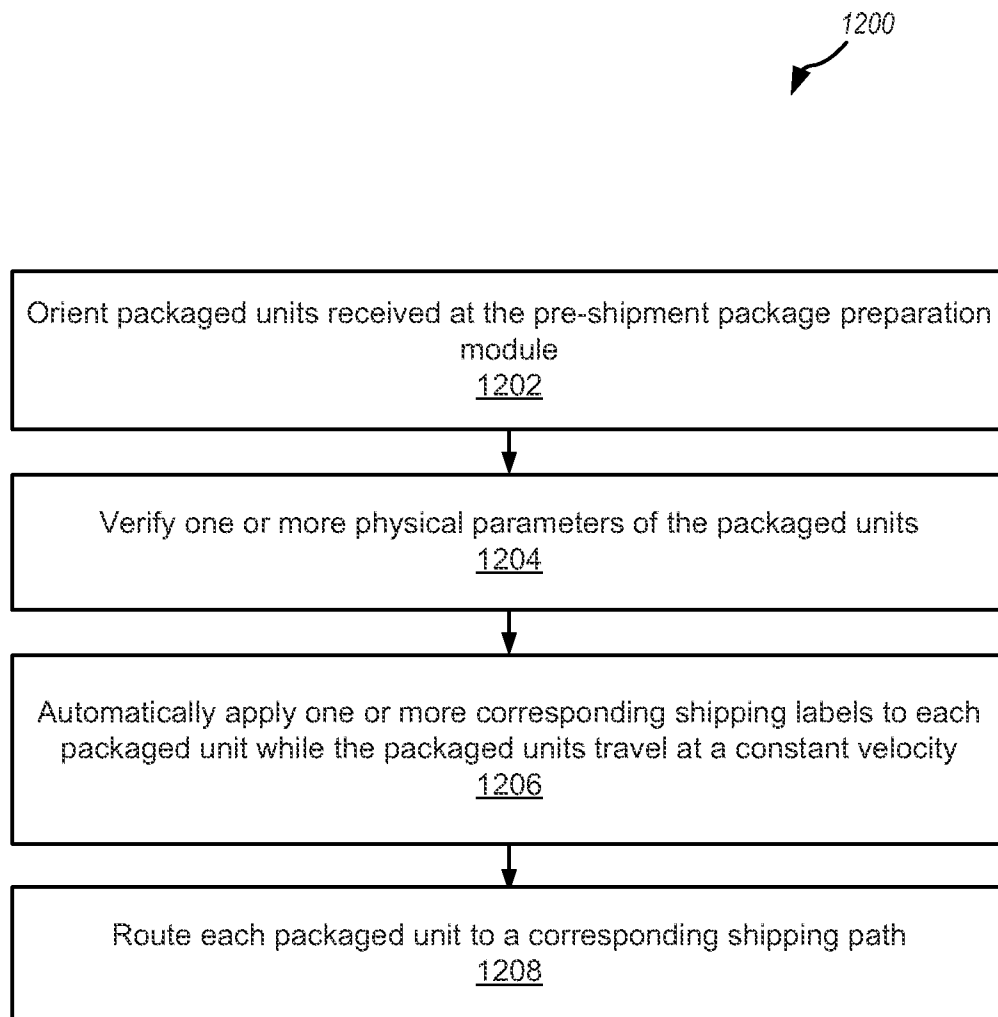 1200
Orient packaged units received at the pre-shipment package preparation
module
1202
Verify one or more physical parameters of the packaged units
1204
Automatically apply one or more corresponding shipping labels to each
packaged unit while the packaged units travel at a constant velocity
1206
Route each packaged unit to a corresponding shipping path
1208